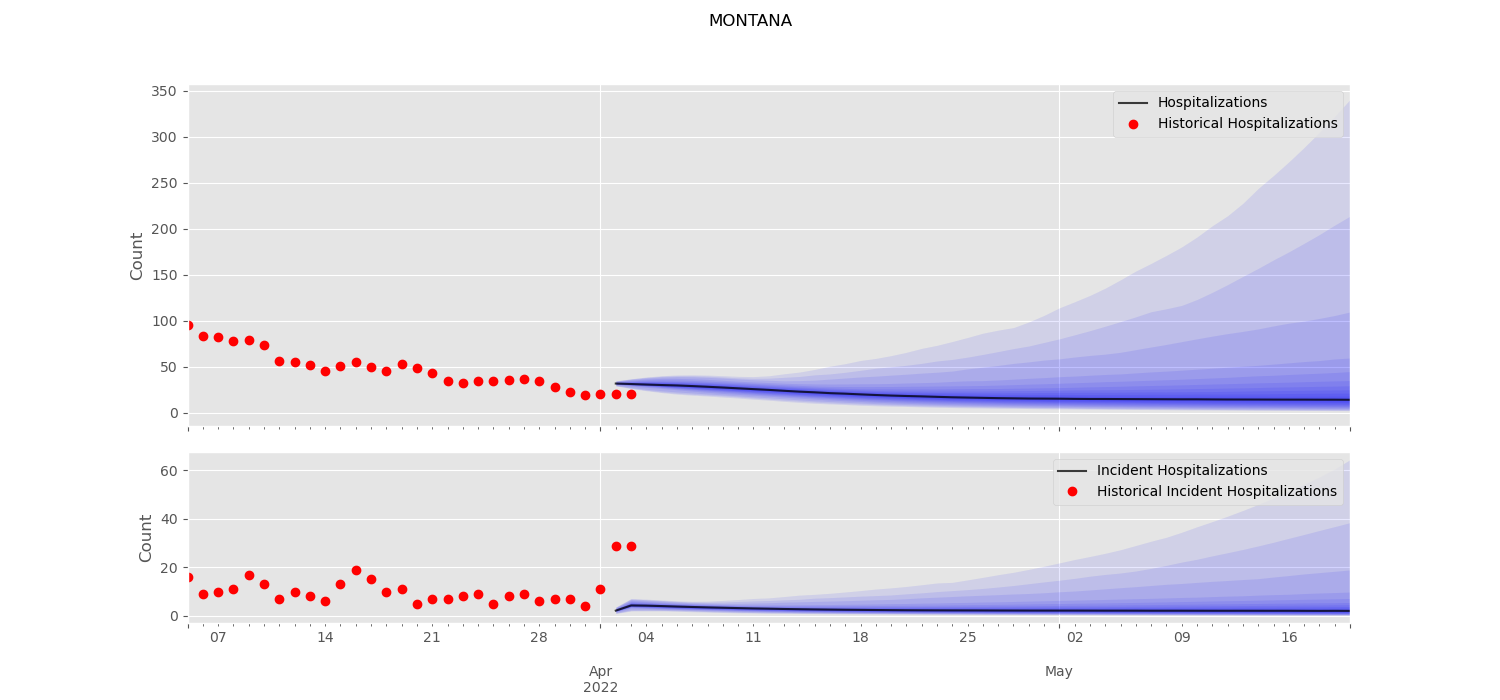 MONTANA
350
300
250
200
150
100
50
0
Count
Hospitalizations
Historical Hospitalizations
60
40
20
0
Count
Incident Hospitalizations
Historical Incident Hospitalizations
07 14 21 28 04 11 18 25 02 09 16
Apr May
2022